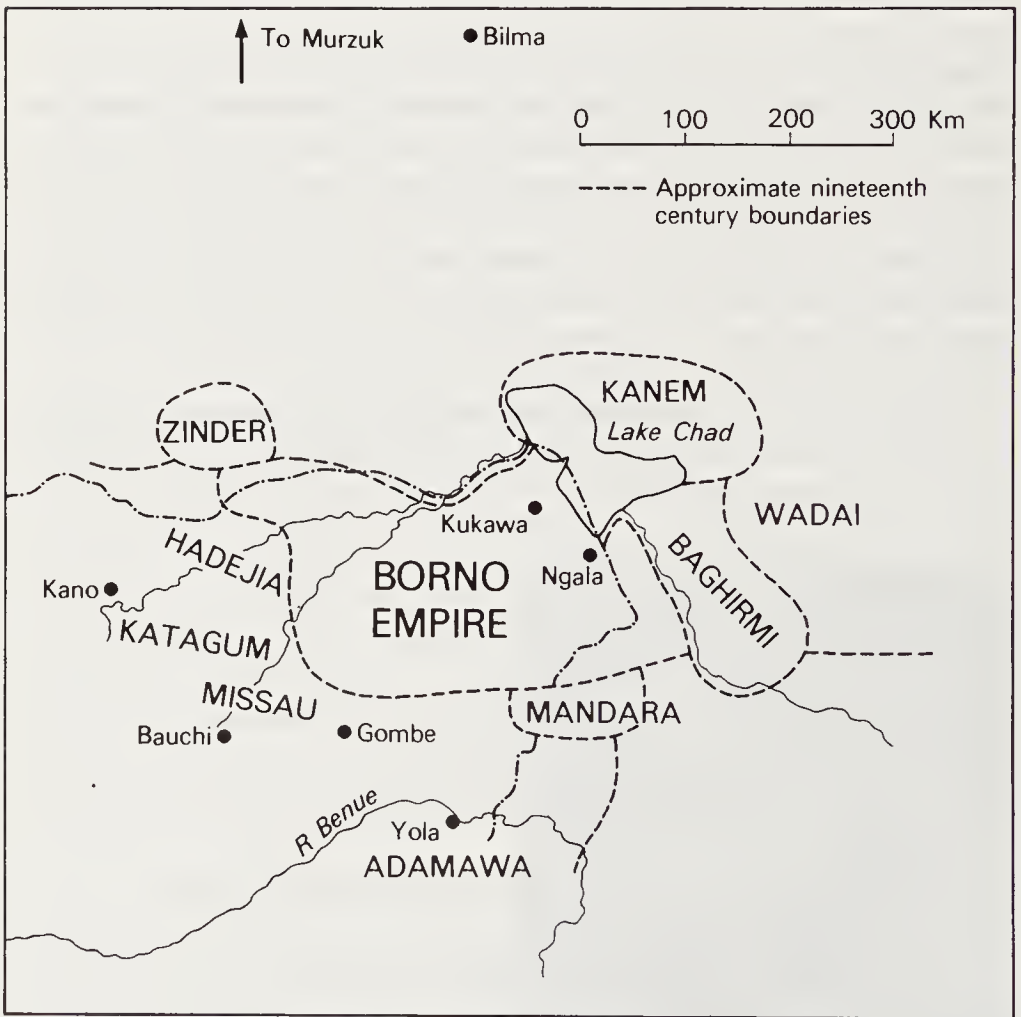 To Murzuk
Bilma
0 100 200 300 Km
Approximate nineteenth
century boundaries
KANEM
Lake Chad
ZINDER
WADAI
Kukawa
HADEJIA
BAGHIRMI
Ngala
Kano
BORNO
EMPIRE
KATAGUM
MISSAU
MANDARA
Bauchi
Gombe
R Benue
Yola
ADAMAWA